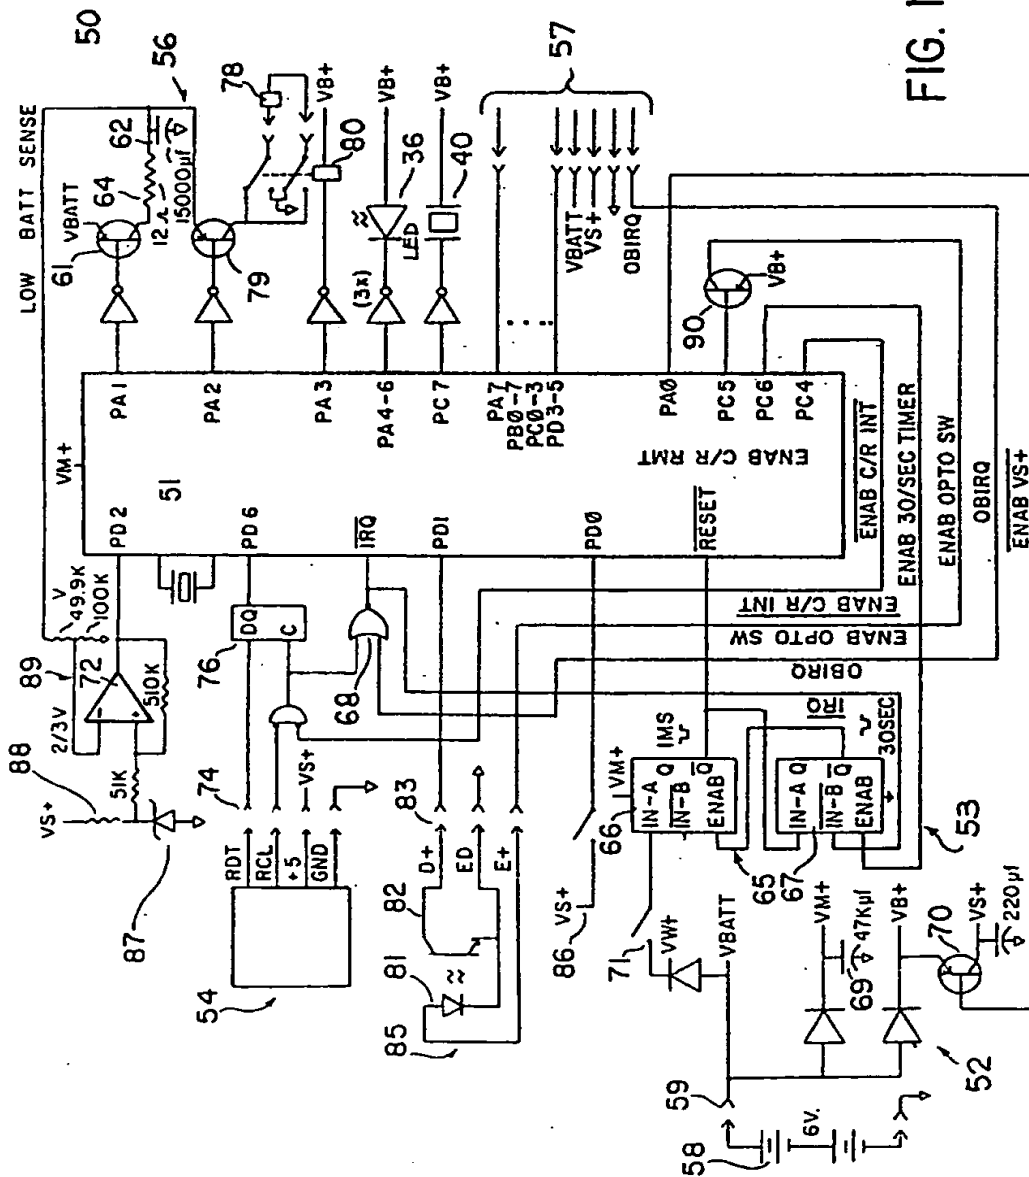 50
LOW BATT SENSE
56
VBATT
61
64
62
12Ω
15000µf
79
78
VB+
80
VB+
36
LED
(3x)
VB+
40
57
VBATT
VS+
OBIRQ
FIG. 1
VM+
51
PA1
PA2
PA3
PA4-6
PC7
PA7
PB0-7
PC0-3
PD3-5
PA0
PC5
PC6
PC4
ENAB C/R RMT
PD2
PD6
IRQ
PD1
PD0
RESET
90
VB+
ENAB C/R INT
ENAB 30/SEC TIMER
ENAB OPTO SW
OBIRQ
ENAB VS+
V
49.9K
100K
89
72
2/3V
-
+
510K
51K
88
VS+
87
76
DQ
C
68
74
RDT
RCL
+5
GND
VS+
54
ENAB C/R INT
ENAB OPTO SW
OBIRQ
83
D+
ED
E+
82
81
85
VS+
86
VM+
66
IN-A Q
IN-B Q
ENAB
1MS
65
67
IN-A Q
IN-B Q
ENAB
+
IRQ
30SEC
53
71
VW+
VBATT
59
58
6V.
VM+
47Kµf
69
VB+
70
VS+
220µf
52